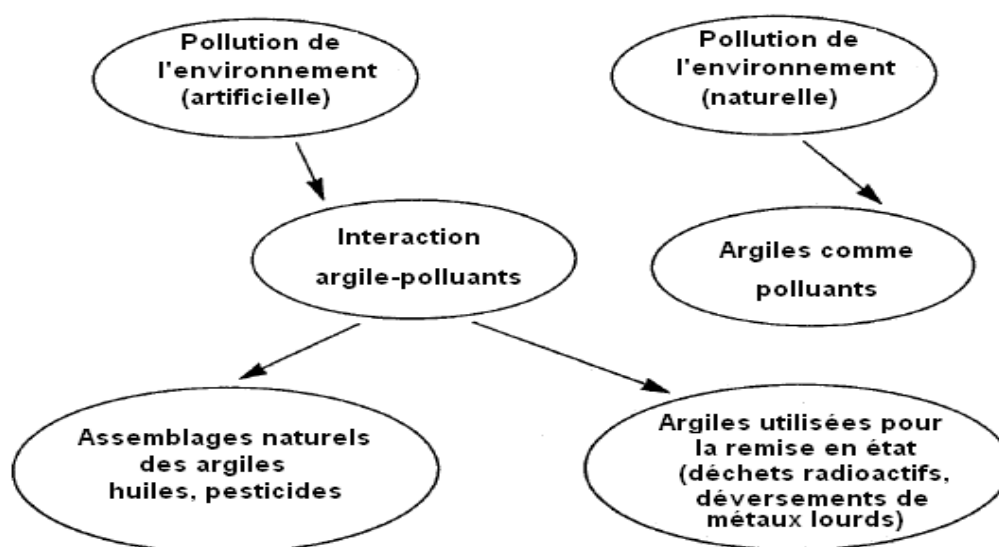 Pollution de
l'environnement
(artificielle)
Pollution de
l'environnement
(naturelle)
Interaction
argile-polluants
Argiles comme
polluants
Assemblages naturels
des argiles
huiles, pesticides
Argiles utilisées pour
la remise en état
(déchets radioactifs,
déversements de
métaux lourds)